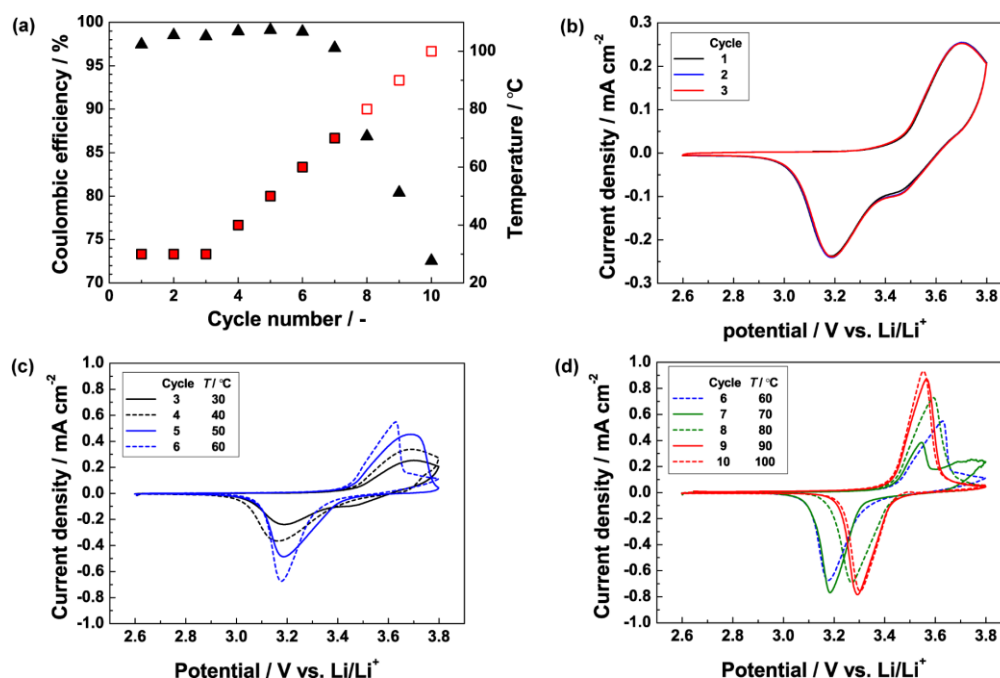 (a)
Coulombic efficiency / %
100
95
90
85
80
75
70
0 2 4 6 8 10
Cycle number / -
100
80
60
40
20
Temperature / °C
(b)
Cycle
1
2
3
Current density / mA cm-2
0.3
0.2
0.1
0.0
-0.1
-0.2
-0.3
2.6 3.0 3.2 3.4 3.6 3.8
potential / V vs. Li/Li+
(c)
Cycle T / °C
3 30
4 40
5 50
6 60
Current density / mA cm-2
1.0
0.8
0.6
0.4
0.2
0.0
-0.2
-0.4
-0.6
-0.8
-1.0
2.6 3.0 3.2 3.4 3.6 3.8
Potential / V vs. Li/Li+
(d)
Cycle T / °C
6 60
7 70
8 80
9 90
10 100
Current density / mA cm-2
1.0
0.8
0.6
0.4
0.2
0.0
-0.2
-0.4
-0.6
-0.8
-1.0
2.6 3.0 3.2 3.4 3.6 3.8
Potential / V vs. Li/Li+